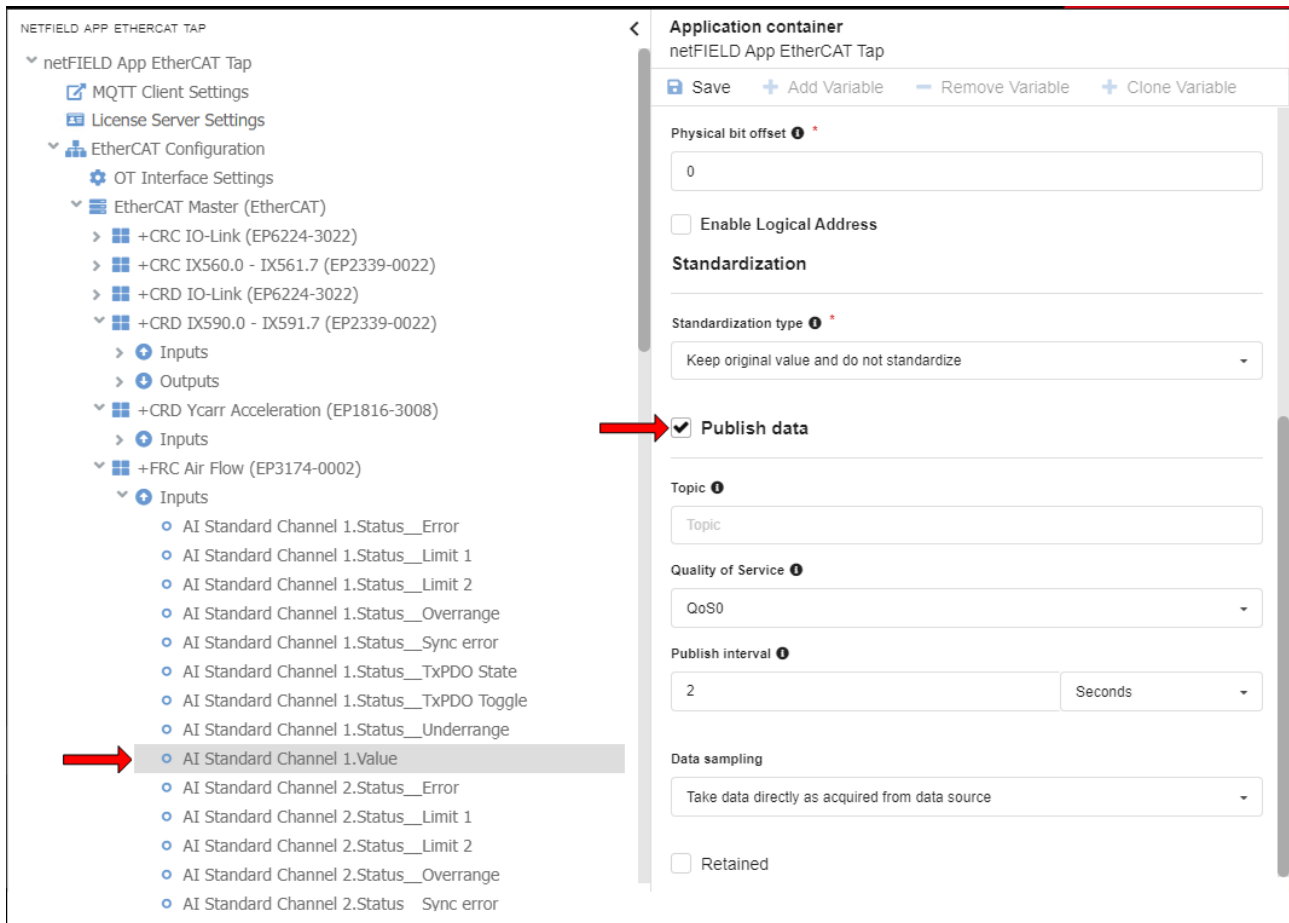 NETFIELD APP ETHERCAT TAP
netFIELD App EtherCAT Tap
MQTT Client Settings
License Server Settings
EtherCAT Configuration
OT Interface Settings
EtherCAT Master (EtherCAT)
+CRC IO-Link (EP6224-3022)
+CRC IX560.0 - IX561.7 (EP2339-0022)
+CRD IO-Link (EP6224-3022)
+CRD IX590.0 - IX591.7 (EP2339-0022)
Inputs
Outputs
+CRD Ycarr Acceleration (EP1816-3008)
Inputs
+FRC Air Flow (EP3174-0002)
Inputs
AI Standard Channel 1.Status__Error
AI Standard Channel 1.Status__Limit 1
AI Standard Channel 1.Status__Limit 2
AI Standard Channel 1.Status__Overrange
AI Standard Channel 1.Status__Sync error
AI Standard Channel 1.Status__TxPDO State
AI Standard Channel 1.Status__TxPDO Toggle
AI Standard Channel 1.Status__Underrange
AI Standard Channel 1.Value
AI Standard Channel 2.Status__Error
AI Standard Channel 2.Status__Limit 1
AI Standard Channel 2.Status__Limit 2
AI Standard Channel 2.Status__Overrange
AI Standard Channel 2.Status__Sync error
Application container
netFIELD App EtherCAT Tap
Save + Add Variable − Remove Variable + Clone Variable
Physical bit offset *
0
Enable Logical Address
Standardization
Standardization type *
Keep original value and do not standardize
Publish data
Topic
Topic
Quality of Service
QoS0
Publish interval
2 Seconds
Data sampling
Take data directly as acquired from data source
Retained